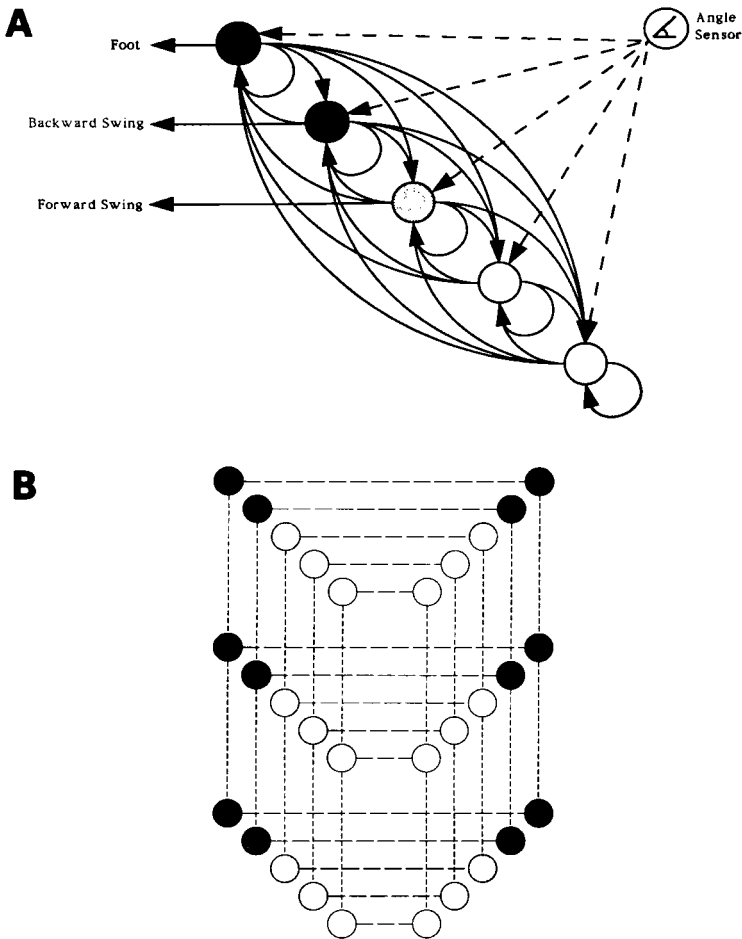 A
Angle
Sensor
Foot
Backward Swing
Forward Swing
B